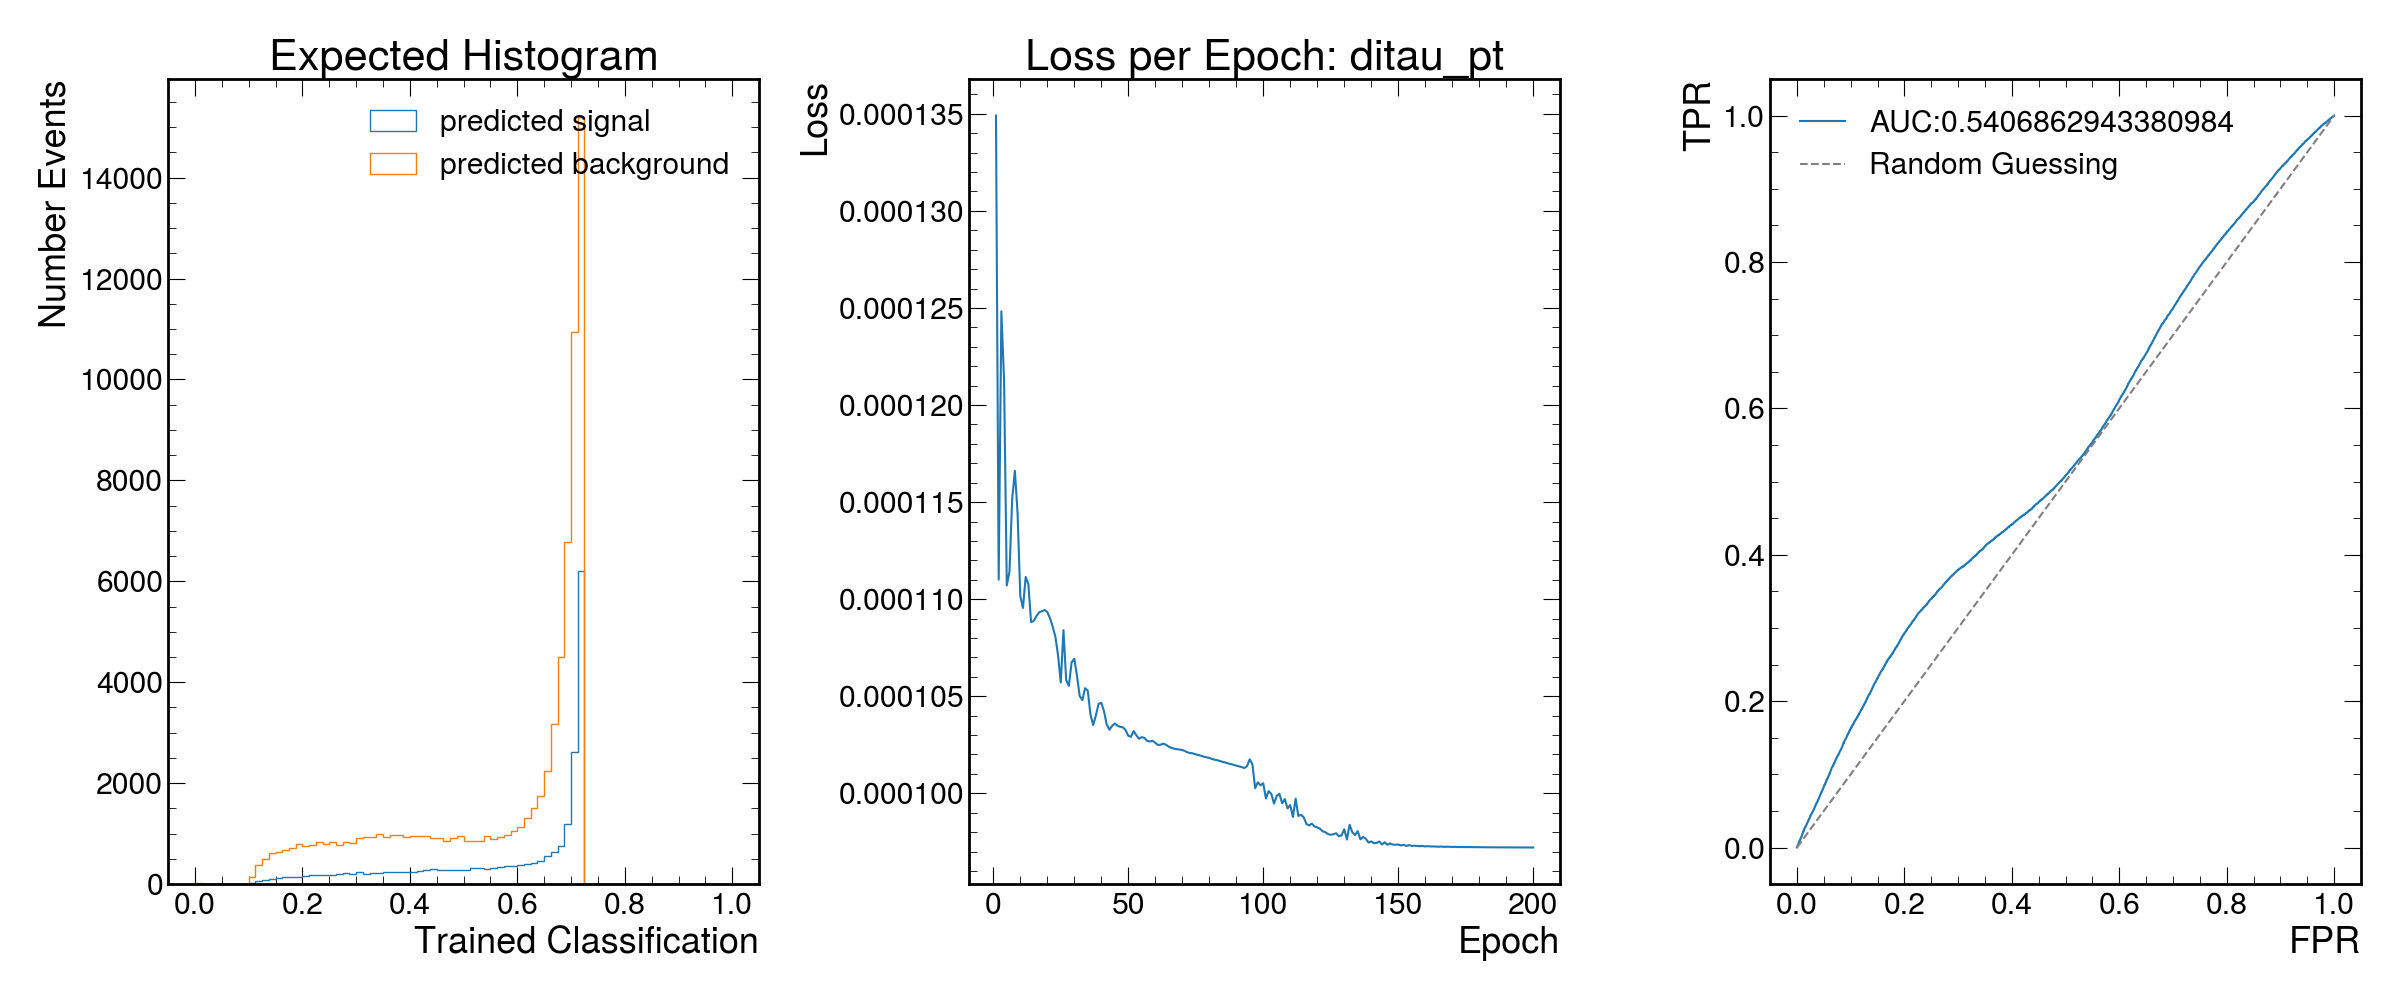 Expected Histogram
Number Events
predicted signal
predicted background
14000
12000
10000
8000
6000
4000
2000
0
0.0 0.2 0.4 0.6 0.8 1.0
Trained Classification
Loss per Epoch: ditau_pt
Loss
0.000135
0.000130
0.000125
0.000120
0.000115
0.000110
0.000105
0.000100
0 50 100 150 200
Epoch
TPR
AUC:0.5406862943380984
Random Guessing
1.0
0.8
0.6
0.4
0.2
0.0
0.0 0.2 0.4 0.6 0.8 1.0
FPR